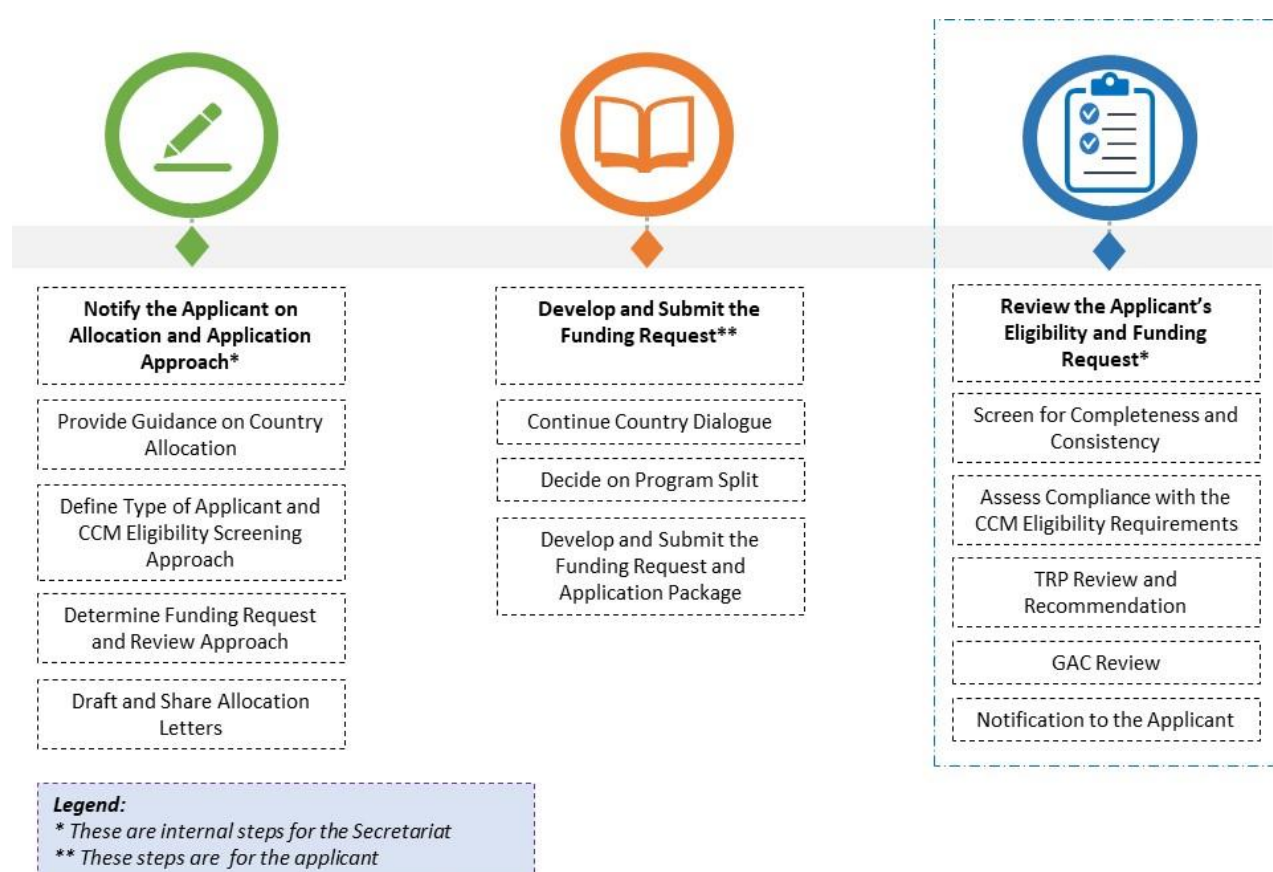 Notify the Applicant on
Allocation and Application
Approach*
Provide Guidance on Country
Allocation
Define Type of Applicant and
CCM Eligibility Screening
Approach
Determine Funding Request
and Review Approach
Draft and Share Allocation
Letters
Develop and Submit the
Funding Request**
Continue Country Dialogue
Decide on Program Split
Develop and Submit the
Funding Request and
Application Package
Review the Applicant’s
Eligibility and Funding
Request*
Screen for Completeness and
Consistency
Assess Compliance with the
CCM Eligibility Requirements
TRP Review and
Recommendation
GAC Review
Notification to the Applicant
Legend:
* These are internal steps for the Secretariat
** These steps are for the applicant